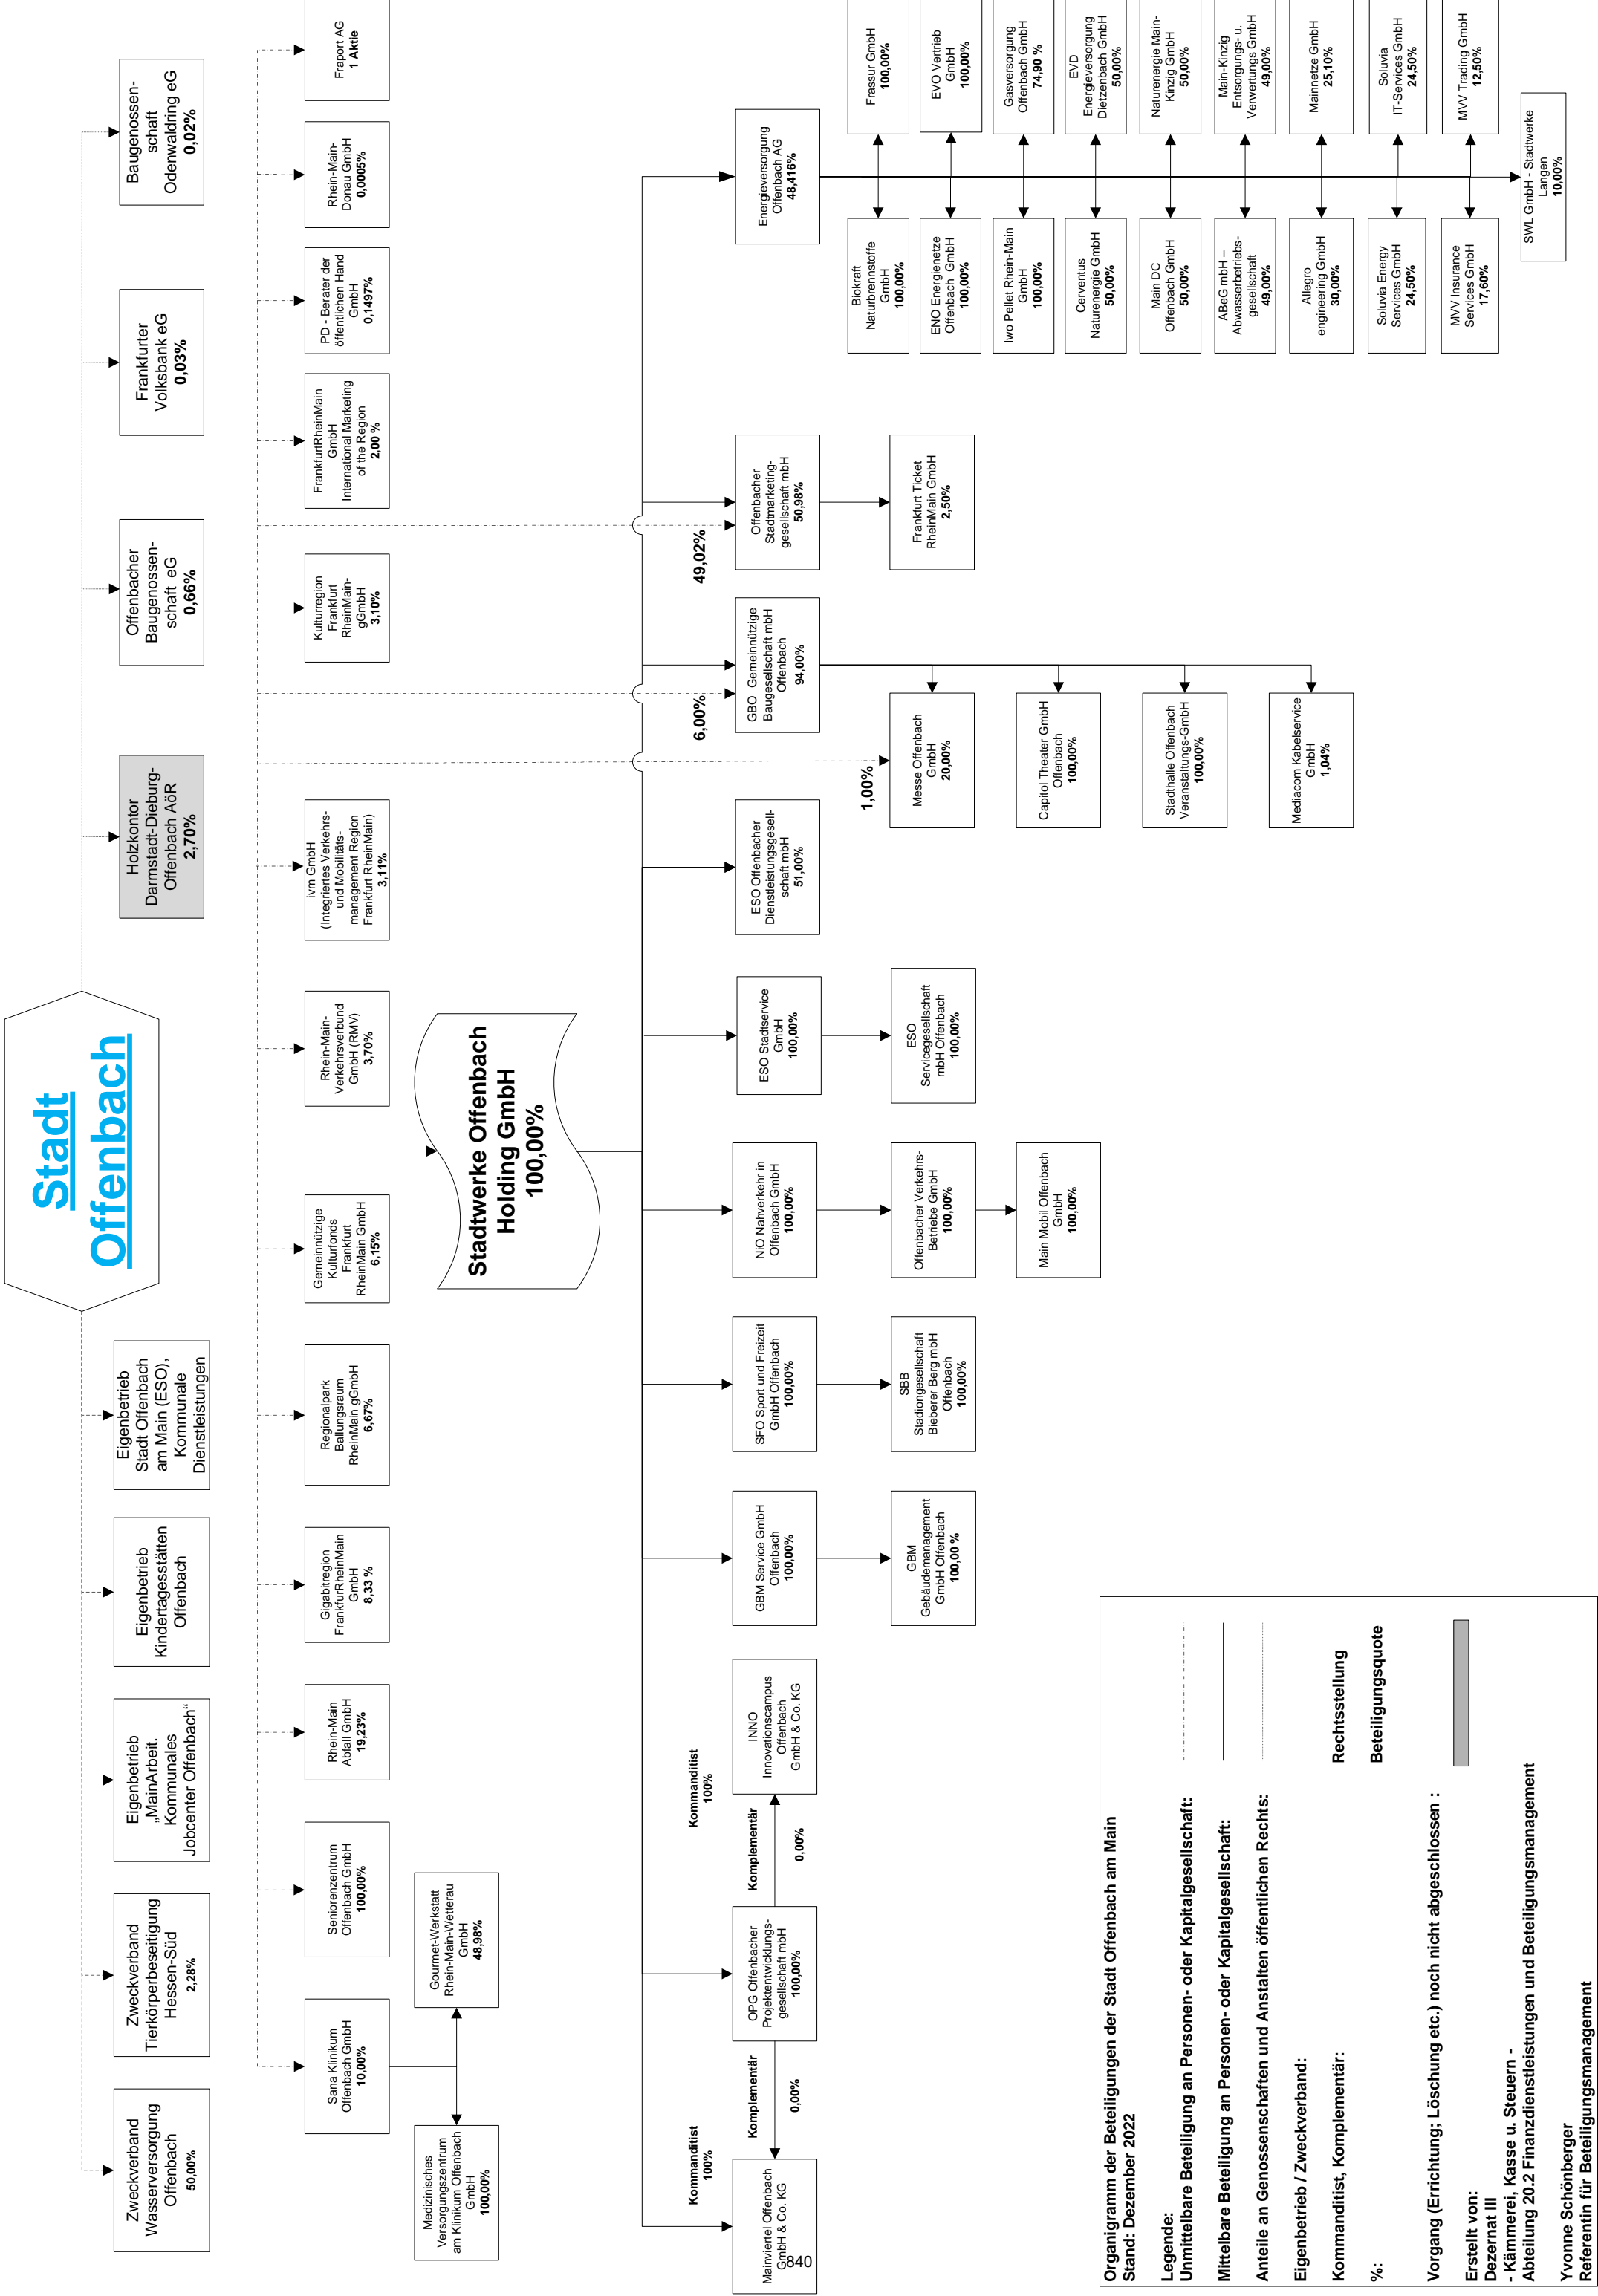 Stadt
Offenbach
Zweckverband
Wasserversorgung
Offenbach
50,00%
Zweckverband
Tierkörperbeseitigung
Hessen-Süd
2,28%
Eigenbetrieb
„MainArbeit.
Kommunales
Jobcenter Offenbach“
Eigenbetrieb
Kindertagesstätten
Offenbach
Eigenbetrieb
Stadt Offenbach
am Main (ESO),
Kommunale
Dienstleistungen
Holzkontor
Darmstadt-Dieburg-
Offenbach AöR
2,70%
Offenbacher
Baugenossen-
schaft eG
0,66%
Frankfurter
Volksbank eG
0,03%
Baugenossen-
schaft
Odenwaldring eG
0,02%
Sana Klinikum
Offenbach GmbH
10,00%
Seniorenzentrum
Offenbach GmbH
100,00%
Rhein-Main
Abfall GmbH
19,23%
Gigabitregion
FrankfurRheinMain
GmbH
8,33 %
Regionalpark
Ballungsraum
RheinMain gGmbH
6,67%
Gemeinnützige
Kulturfonds
Frankfurt
RheinMain GmbH
6,15%
Rhein-Main-
Verkehrsverbund
GmbH (RMV)
3,70%
ivm GmbH
(Integriertes Verkehrs-
und Mobilitäts-
management Region
Frankfurt RheinMain)
3,11%
Kulturregion
Frankfurt
RheinMain-
gGmbH
3,10%
FrankfurtRheinMain
GmbH
International Marketing
of the Region
2,00 %
PD - Berater der
öffentlichen Hand
GmbH
0,1497%
Rhein-Main-
Donau GmbH
0,0005%
Fraport AG
1 Aktie
Medizinisches
Versorgungszentrum
am Klinikum Offenbach
GmbH
100,00%
Gourmet-Werkstatt
Rhein-Main-Wetterau
GmbH
48,98%
Stadtwerke Offenbach
Holding GmbH
100,00%
Kommanditist
100%
Kommanditist
100%
6,00%
49,02%
Mainviertel Offenbach
GmbH & Co. KG
840
Komplementär
0,00%
OPG Offenbacher
Projektentwicklungs-
gesellschaft mbH
100,00%
Komplementär
0,00%
INNO
Innovationscampus
Offenbach
GmbH & Co. KG
GBM Service GmbH
Offenbach
100,00%
SFO Sport und Freizeit
GmbH Offenbach
100,00%
NiO Nahverkehr in
Offenbach GmbH
100,00%
ESO Stadtservice
GmbH
100,00%
ESO Offenbacher
Dienstleistungsgesell-
schaft mbH
51,00%
GBO Gemeinnützige
Baugesellschaft mbH
Offenbach
94,00%
Offenbacher
Stadtmarketing-
gesellschaft mbH
50,98%
Energieversorgung
Offenbach AG
48,416%
GBM
Gebäudemanagement
GmbH Offenbach
100,00 %
SBB
Stadiongesellschaft
Bieberer Berg mbH
Offenbach
100,00%
Offenbacher Verkehrs-
Betriebe GmbH
100,00%
Main Mobil Offenbach
GmbH
100,00%
ESO
Servicegesellschaft
mbH Offenbach
100,00%
1,00%
Messe Offenbach
GmbH
20,00%
Capitol Theater GmbH
Offenbach
100,00%
Stadthalle Offenbach
Veranstaltungs-GmbH
100,00%
Mediacom Kabelservice
GmbH
1,04%
Frankfurt Ticket
RheinMain GmbH
2,50%
Biokraft
Naturbrennstoffe
GmbH
100,00%
Frassur GmbH
100,00%
ENO Energienetze
Offenbach GmbH
100,00%
EVO Vertrieb
GmbH
100,00%
Iwo Pellet Rhein-Main
GmbH
100,00%
Gasversorgung
Offenbach GmbH
74,90 %
Cerventus
Naturenergie GmbH
50,00%
EVD
Energieversorgung
Dietzenbach GmbH
50,00%
Main DC
Offenbach GmbH
50,00%
Naturenergie Main-
Kinzig GmbH
50,00%
ABeG mbH –
Abwasserbetriebs-
gesellschaft
49,00%
Main-Kinzig
Entsorgungs- u.
Verwertungs GmbH
49,00%
Allegro
engineering GmbH
30,00%
Mainnetze GmbH
25,10%
Soluvia Energy
Services GmbH
24,50%
Soluvia
IT-Services GmbH
24,50%
MVV Insurance
Services GmbH
17,60%
MVV Trading GmbH
12,50%
SWL GmbH - Stadtwerke
Langen
10,00%
Organigramm der Beteiligungen der Stadt Offenbach am Main
Stand: Dezember 2022
Legende:
Unmittelbare Beteiligung an Personen- oder Kapitalgesellschaft:
Mittelbare Beteiligung an Personen- oder Kapitalgesellschaft:
Anteile an Genossenschaften und Anstalten öffentlichen Rechts:
Eigenbetrieb / Zweckverband:
Kommanditist, Komplementär: Rechtsstellung
%: Beteiligungsquote
Vorgang (Errichtung; Löschung etc.) noch nicht abgeschlossen :
Erstellt von:
Dezernat III
- Kämmerei, Kasse u. Steuern -
Abteilung 20.2 Finanzdienstleistungen und Beteiligungsmanagement
Yvonne Schönberger
Referentin für Beteiligungsmanagement